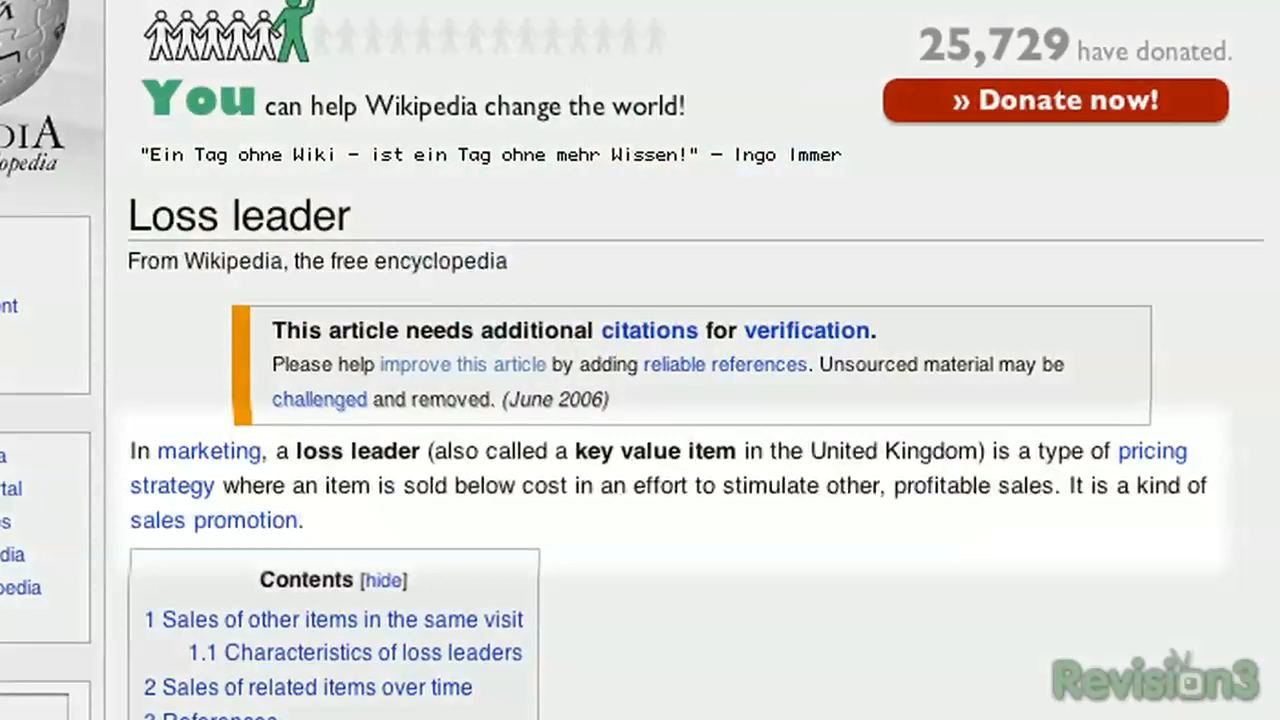 25,729 have donated.
You can help Wikipedia change the world!
» Donate now!
"Ein Tag ohne Wiki - ist ein Tag ohne mehr Wissen!" — Ingo Immer
Loss leader
From Wikipedia, the free encyclopedia
This article needs additional citations for verification.
Please help improve this article by adding reliable references. Unsourced material may be
challenged and removed. (June 2006)
In marketing, a loss leader (also called a key value item in the United Kingdom) is a type of pricing
strategy where an item is sold below cost in an effort to stimulate other, profitable sales. It is a kind of
sales promotion.
Contents [hide]
1 Sales of other items in the same visit
1.1 Characteristics of loss leaders
2 Sales of related items over time
3 References
Revision3